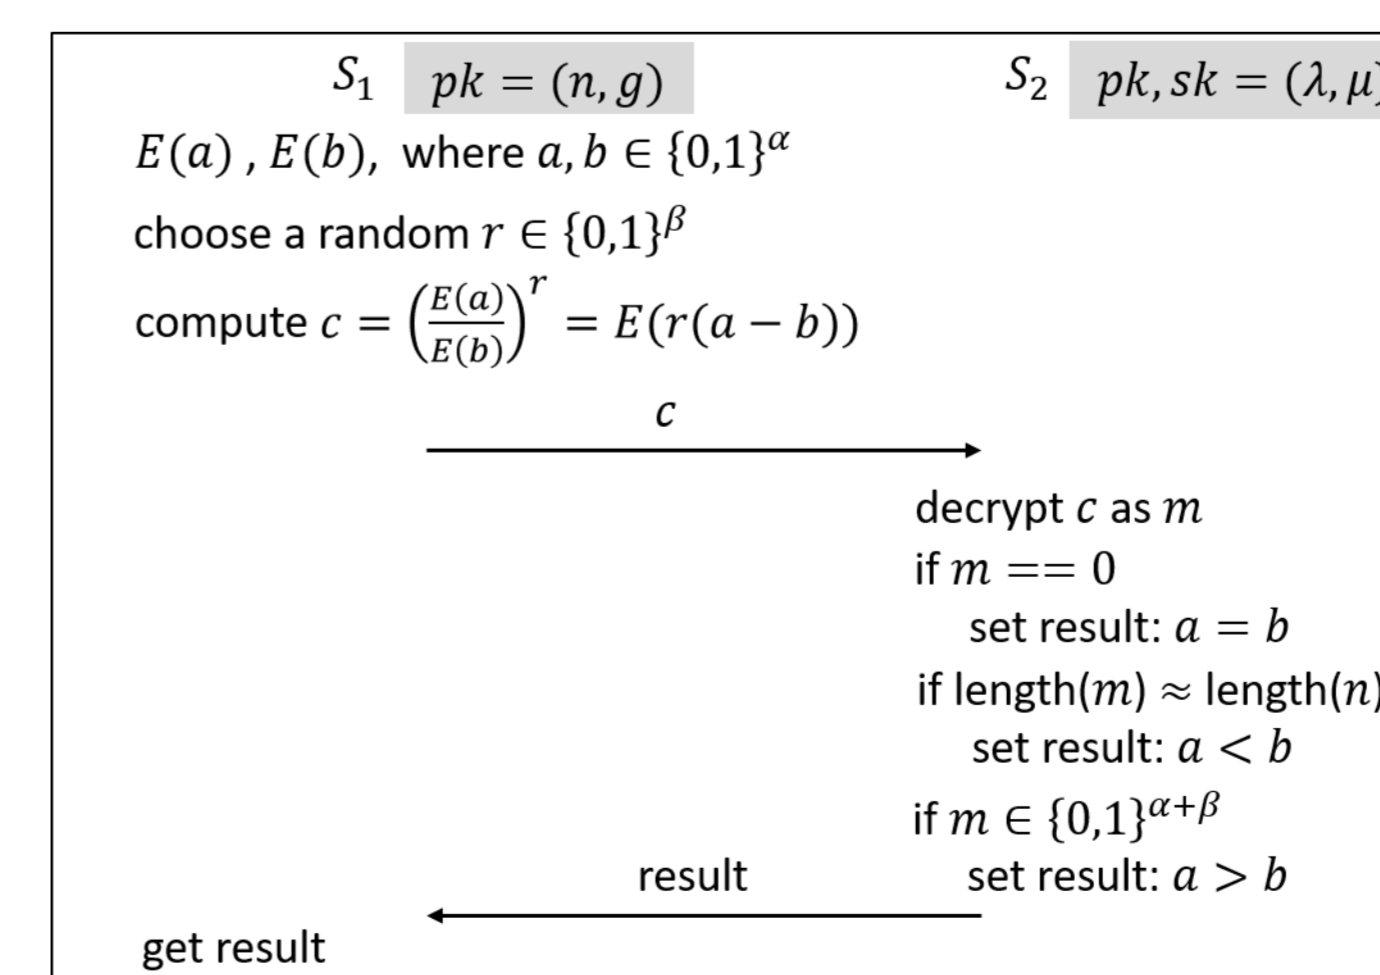 S₁ pk = (n, g) S₂ pk, sk = (λ, μ)
E(a) , E(b), where a, b ∈ {0,1}^α
choose a random r ∈ {0,1}^β
compute c = (E(a)/E(b))^r = E(r(a − b))
c
decrypt c as m
if m == 0
set result: a = b
if length(m) ≈ length(n)
set result: a < b
if m ∈ {0,1}^{α+β}
set result: a > b
result
get result